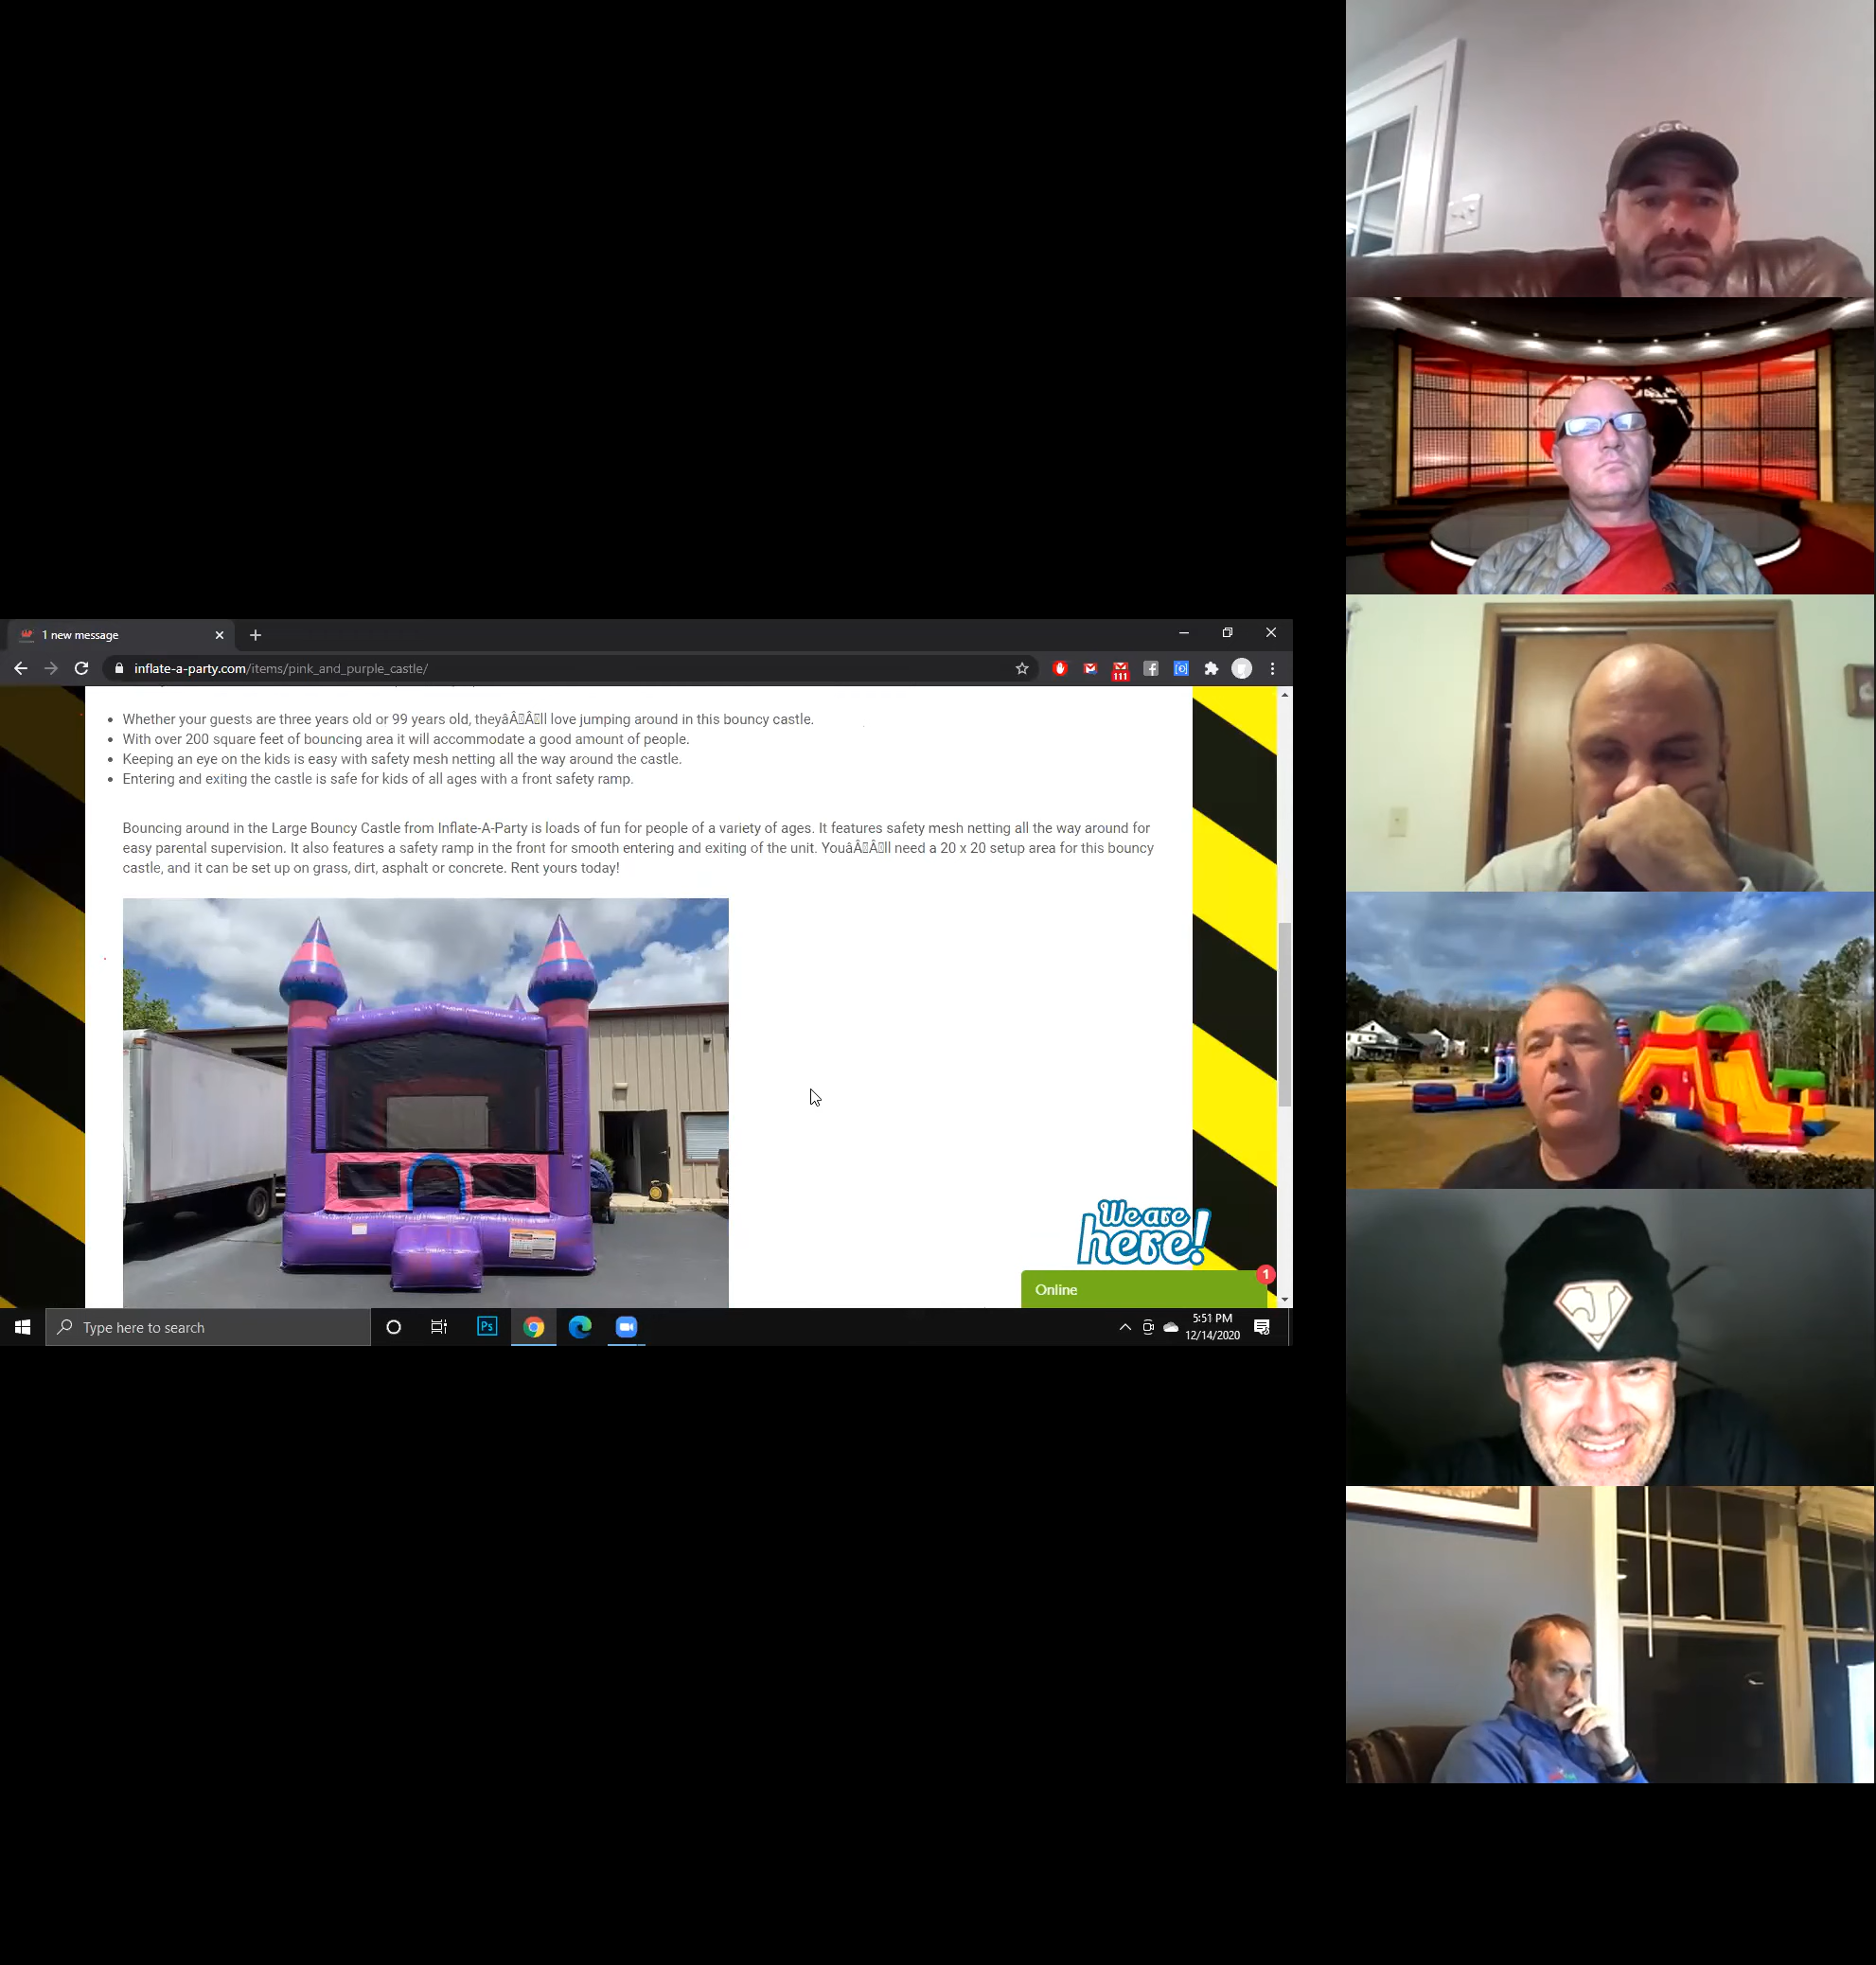 1 new message
inflate-a-party.com/items/pink_and_purple_castle/
111
Whether your guests are three years old or 99 years old, theyâÂ▯Â▯ll love jumping around in this bouncy castle.
With over 200 square feet of bouncing area it will accommodate a good amount of people.
Keeping an eye on the kids is easy with safety mesh netting all the way around the castle.
Entering and exiting the castle is safe for kids of all ages with a front safety ramp.
Bouncing around in the Large Bouncy Castle from Inflate-A-Party is loads of fun for people of a variety of ages. It features safety mesh netting all the way around for
easy parental supervision. It also features a safety ramp in the front for smooth entering and exiting of the unit. YouâÂ▯Â▯ll need a 20 x 20 setup area for this bouncy
castle, and it can be set up on grass, dirt, asphalt or concrete. Rent yours today!
We are
here!
Online
1
Type here to search
Ps
5:51 PM
12/14/2020
J